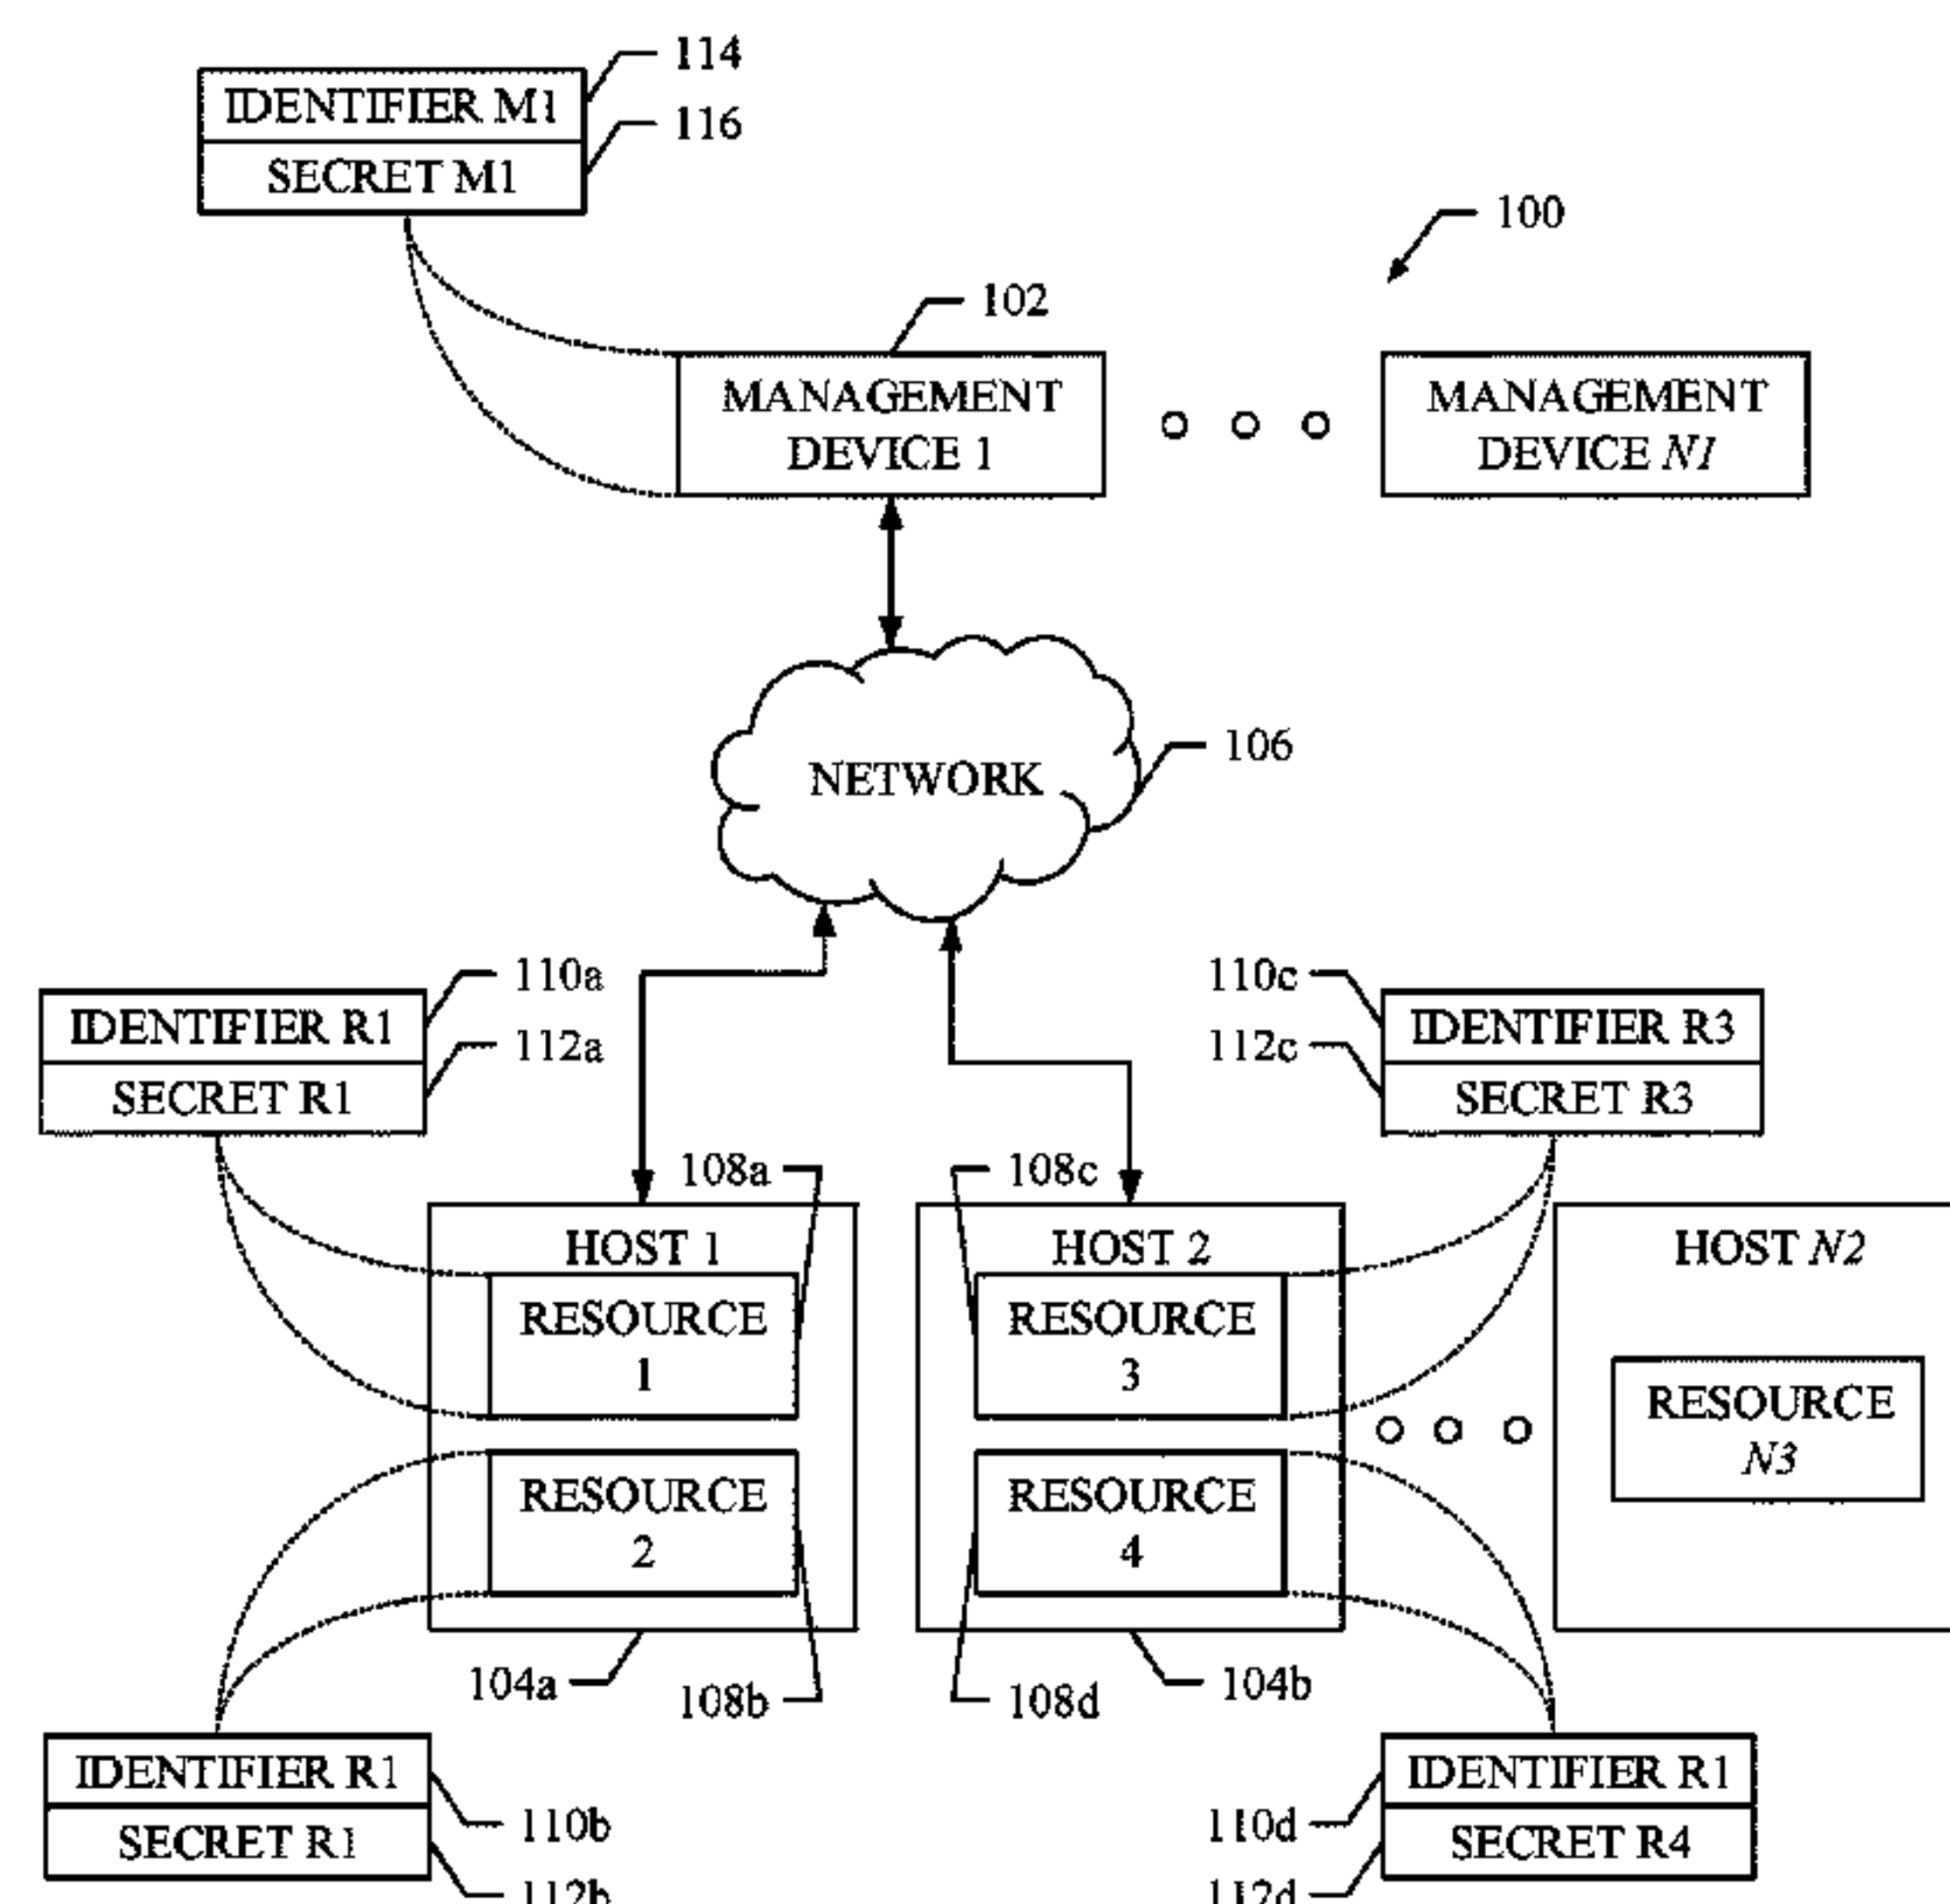 114
IDENTIFIER M1
116
SECRET M1
100
102
MANAGEMENT
DEVICE 1
MANAGEMENT
DEVICE N1
106
NETWORK
110a
110c
IDENTIFIER R1
IDENTIFIER R3
112a
112c
SECRET R1
SECRET R3
108a
108c
HOST 1
HOST 2
HOST N2
RESOURCE
1
RESOURCE
3
RESOURCE
N3
RESOURCE
2
RESOURCE
4
104a
104b
108b
108d
IDENTIFIER R1
IDENTIFIER R1
110b
110d
SECRET R1
SECRET R4
112b
112d